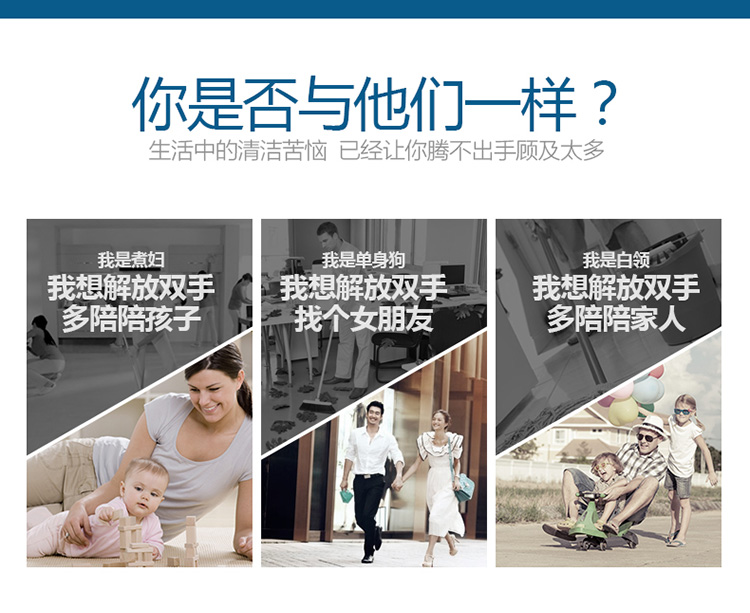 你是否与他们一样？
生活中的清洁苦恼 已经让你腾不出手顾及太多
我是煮妇
我想解放双手
多陪陪孩子
我是单身狗
我想解放双手
找个女朋友
我是白领
我想解放双手
多陪陪家人